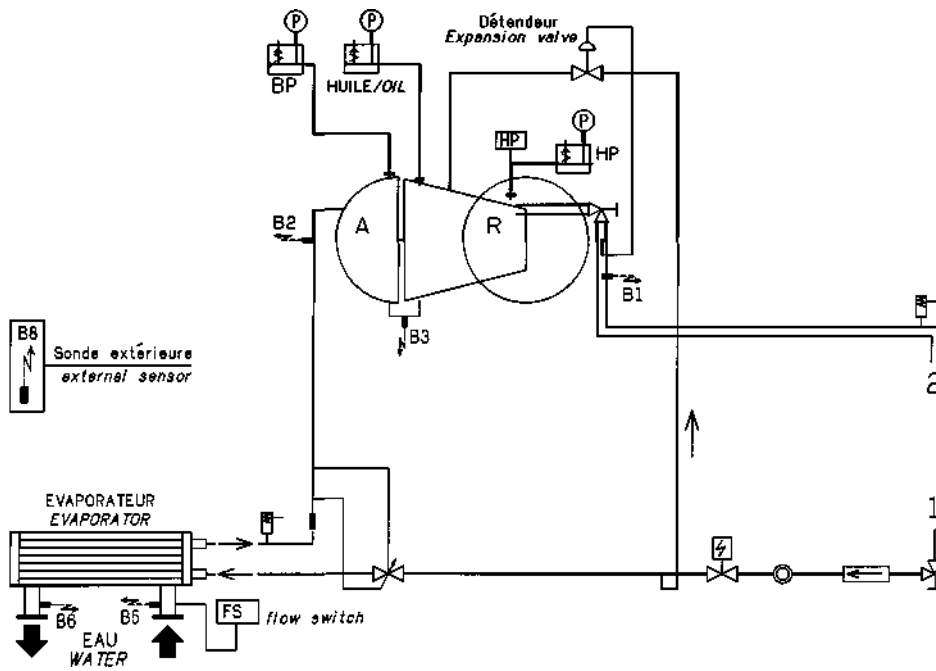 P
P
Détendeur
Expansion valve
BP
HUILE/OIL
P
HP
HP
A
R
B2
B1
B3
B8
Sonde extérieure
external sensor
2
EVAPORATEUR
EVAPORATOR
1
B6
B5
FS
flow switch
EAU
WATER